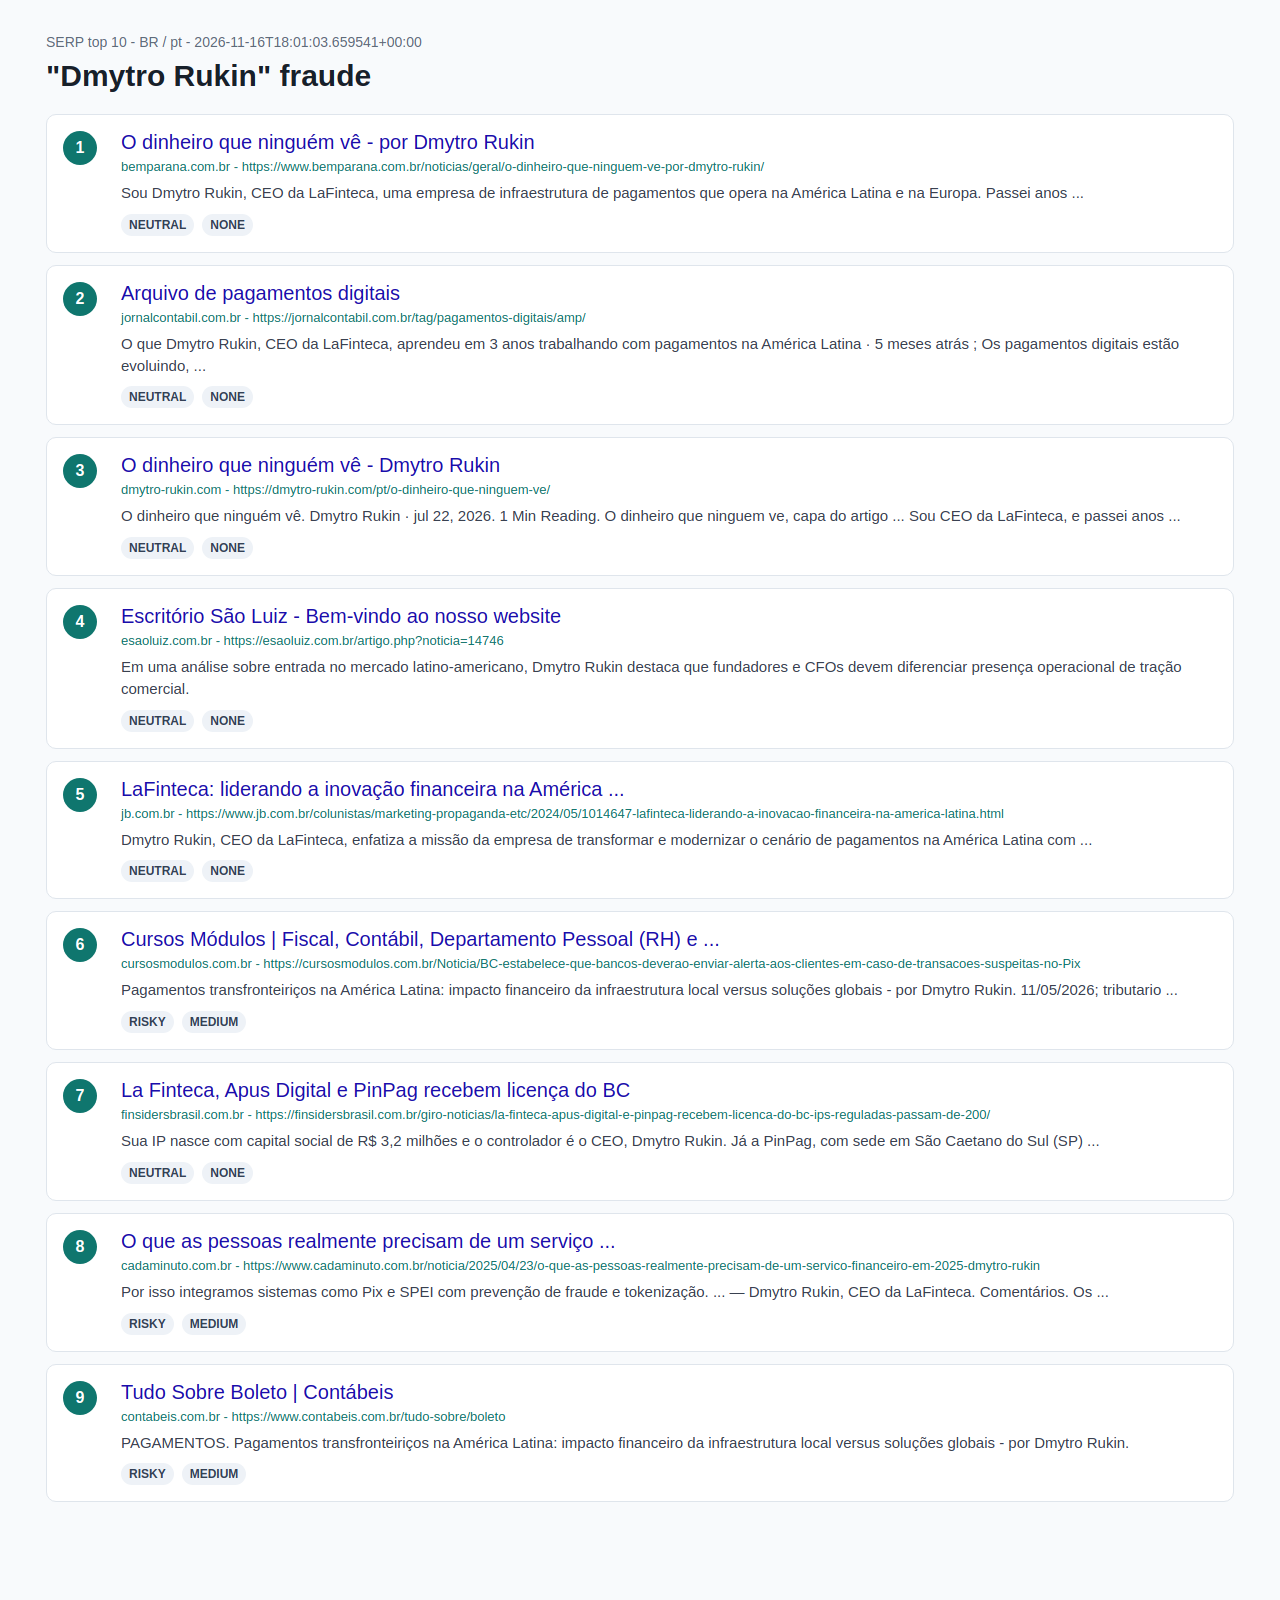 SERP top 10 - BR / pt - 2026-11-16T18:01:03.659541+00:00
"Dmytro Rukin" fraude
1
O dinheiro que ninguém vê - por Dmytro Rukin
bemparana.com.br - https://www.bemparana.com.br/noticias/geral/o-dinheiro-que-ninguem-ve-por-dmytro-rukin/
Sou Dmytro Rukin, CEO da LaFinteca, uma empresa de infraestrutura de pagamentos que opera na América Latina e na Europa. Passei anos ...
NEUTRAL NONE
2
Arquivo de pagamentos digitais
jornalcontabil.com.br - https://jornalcontabil.com.br/tag/pagamentos-digitais/amp/
O que Dmytro Rukin, CEO da LaFinteca, aprendeu em 3 anos trabalhando com pagamentos na América Latina · 5 meses atrás ; Os pagamentos digitais estão
evoluindo, ...
NEUTRAL NONE
3
O dinheiro que ninguém vê - Dmytro Rukin
dmytro-rukin.com - https://dmytro-rukin.com/pt/o-dinheiro-que-ninguem-ve/
O dinheiro que ninguém vê. Dmytro Rukin · jul 22, 2026. 1 Min Reading. O dinheiro que ninguem ve, capa do artigo ... Sou CEO da LaFinteca, e passei anos ...
NEUTRAL NONE
4
Escritório São Luiz - Bem-vindo ao nosso website
esaoluiz.com.br - https://esaoluiz.com.br/artigo.php?noticia=14746
Em uma análise sobre entrada no mercado latino-americano, Dmytro Rukin destaca que fundadores e CFOs devem diferenciar presença operacional de tração
comercial.
NEUTRAL NONE
5
LaFinteca: liderando a inovação financeira na América ...
jb.com.br - https://www.jb.com.br/colunistas/marketing-propaganda-etc/2024/05/1014647-lafinteca-liderando-a-inovacao-financeira-na-america-latina.html
Dmytro Rukin, CEO da LaFinteca, enfatiza a missão da empresa de transformar e modernizar o cenário de pagamentos na América Latina com ...
NEUTRAL NONE
6
Cursos Módulos | Fiscal, Contábil, Departamento Pessoal (RH) e ...
cursosmodulos.com.br - https://cursosmodulos.com.br/Noticia/BC-estabelece-que-bancos-deverao-enviar-alerta-aos-clientes-em-caso-de-transacoes-suspeitas-no-Pix
Pagamentos transfronteiriços na América Latina: impacto financeiro da infraestrutura local versus soluções globais - por Dmytro Rukin. 11/05/2026; tributario ...
RISKY MEDIUM
7
La Finteca, Apus Digital e PinPag recebem licença do BC
finsidersbrasil.com.br - https://finsidersbrasil.com.br/giro-noticias/la-finteca-apus-digital-e-pinpag-recebem-licenca-do-bc-ips-reguladas-passam-de-200/
Sua IP nasce com capital social de R$ 3,2 milhões e o controlador é o CEO, Dmytro Rukin. Já a PinPag, com sede em São Caetano do Sul (SP) ...
NEUTRAL NONE
8
O que as pessoas realmente precisam de um serviço ...
cadaminuto.com.br - https://www.cadaminuto.com.br/noticia/2025/04/23/o-que-as-pessoas-realmente-precisam-de-um-servico-financeiro-em-2025-dmytro-rukin
Por isso integramos sistemas como Pix e SPEI com prevenção de fraude e tokenização. ... — Dmytro Rukin, CEO da LaFinteca. Comentários. Os ...
RISKY MEDIUM
9
Tudo Sobre Boleto | Contábeis
contabeis.com.br - https://www.contabeis.com.br/tudo-sobre/boleto
PAGAMENTOS. Pagamentos transfronteiriços na América Latina: impacto financeiro da infraestrutura local versus soluções globais - por Dmytro Rukin.
RISKY MEDIUM